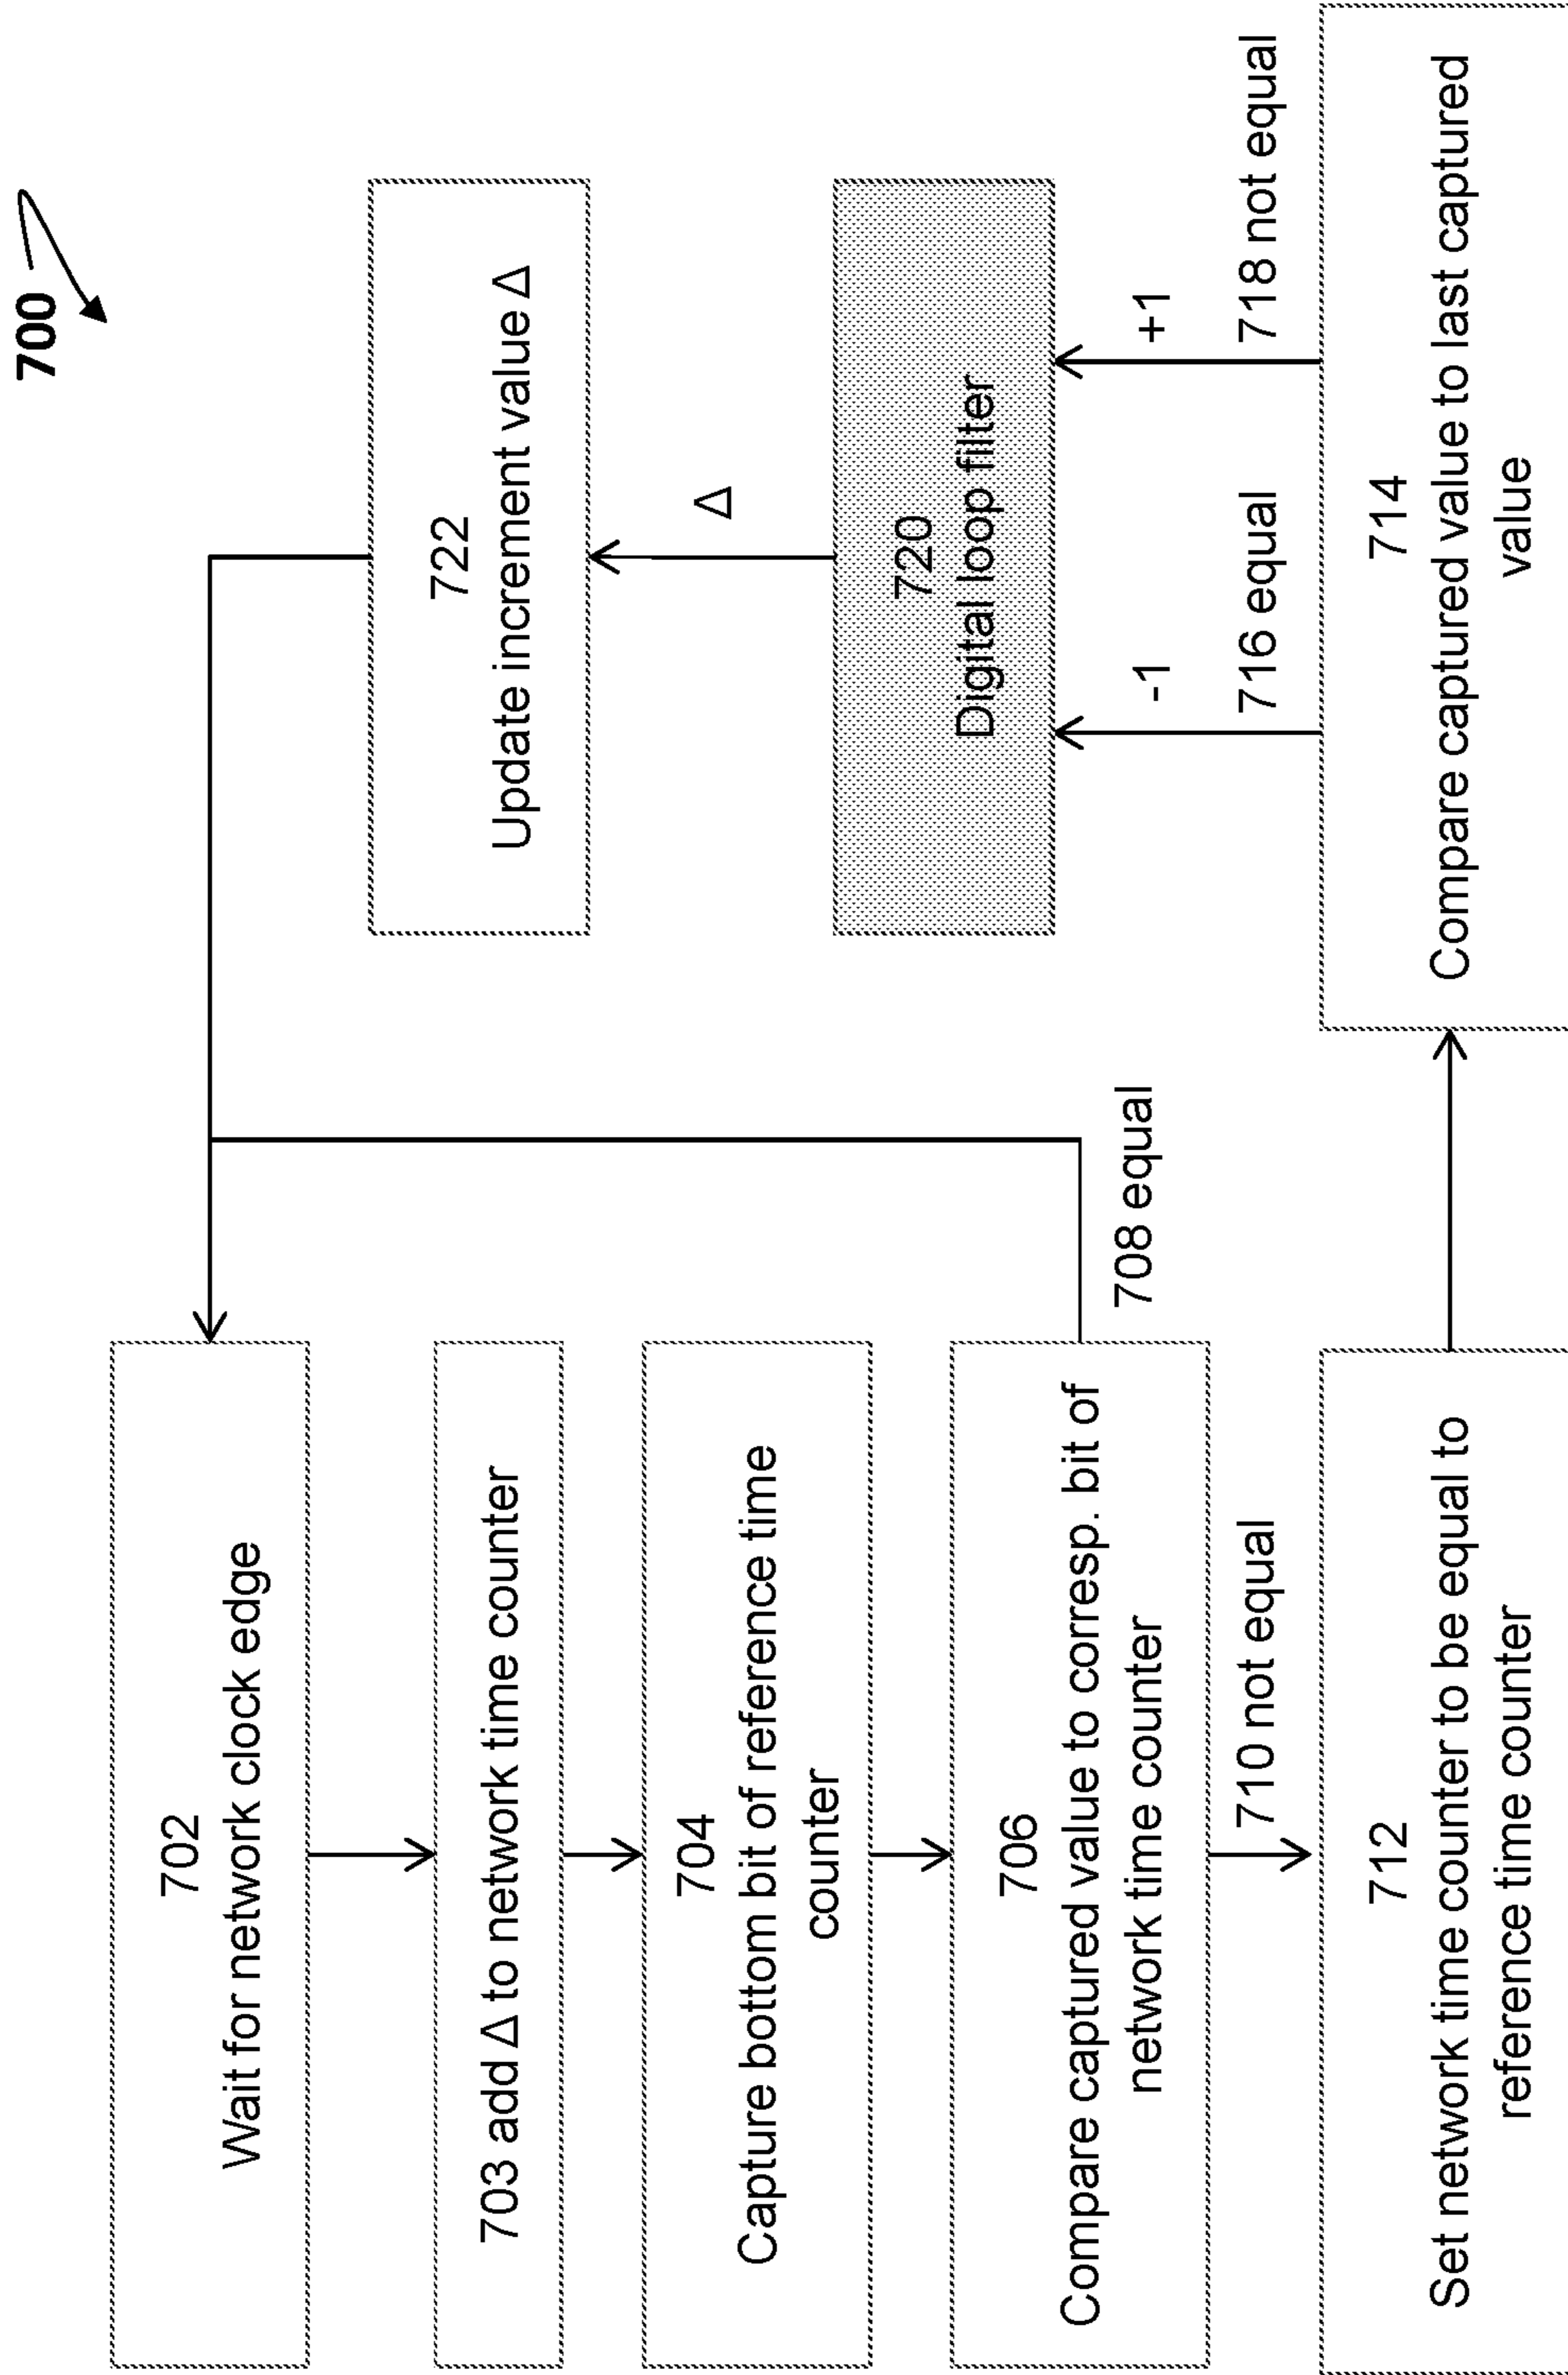 700
702
Wait for network clock edge
703 add Δ to network time counter
704
Capture bottom bit of reference time
counter
706
Compare captured value to corresp. bit of
network time counter
708 equal
710 not equal
712
Set network time counter to be equal to
reference time counter
714
Compare captured value to last captured
value
-1
716 equal
+1
718 not equal
720
Digital loop filter
Δ
722
Update increment value Δ